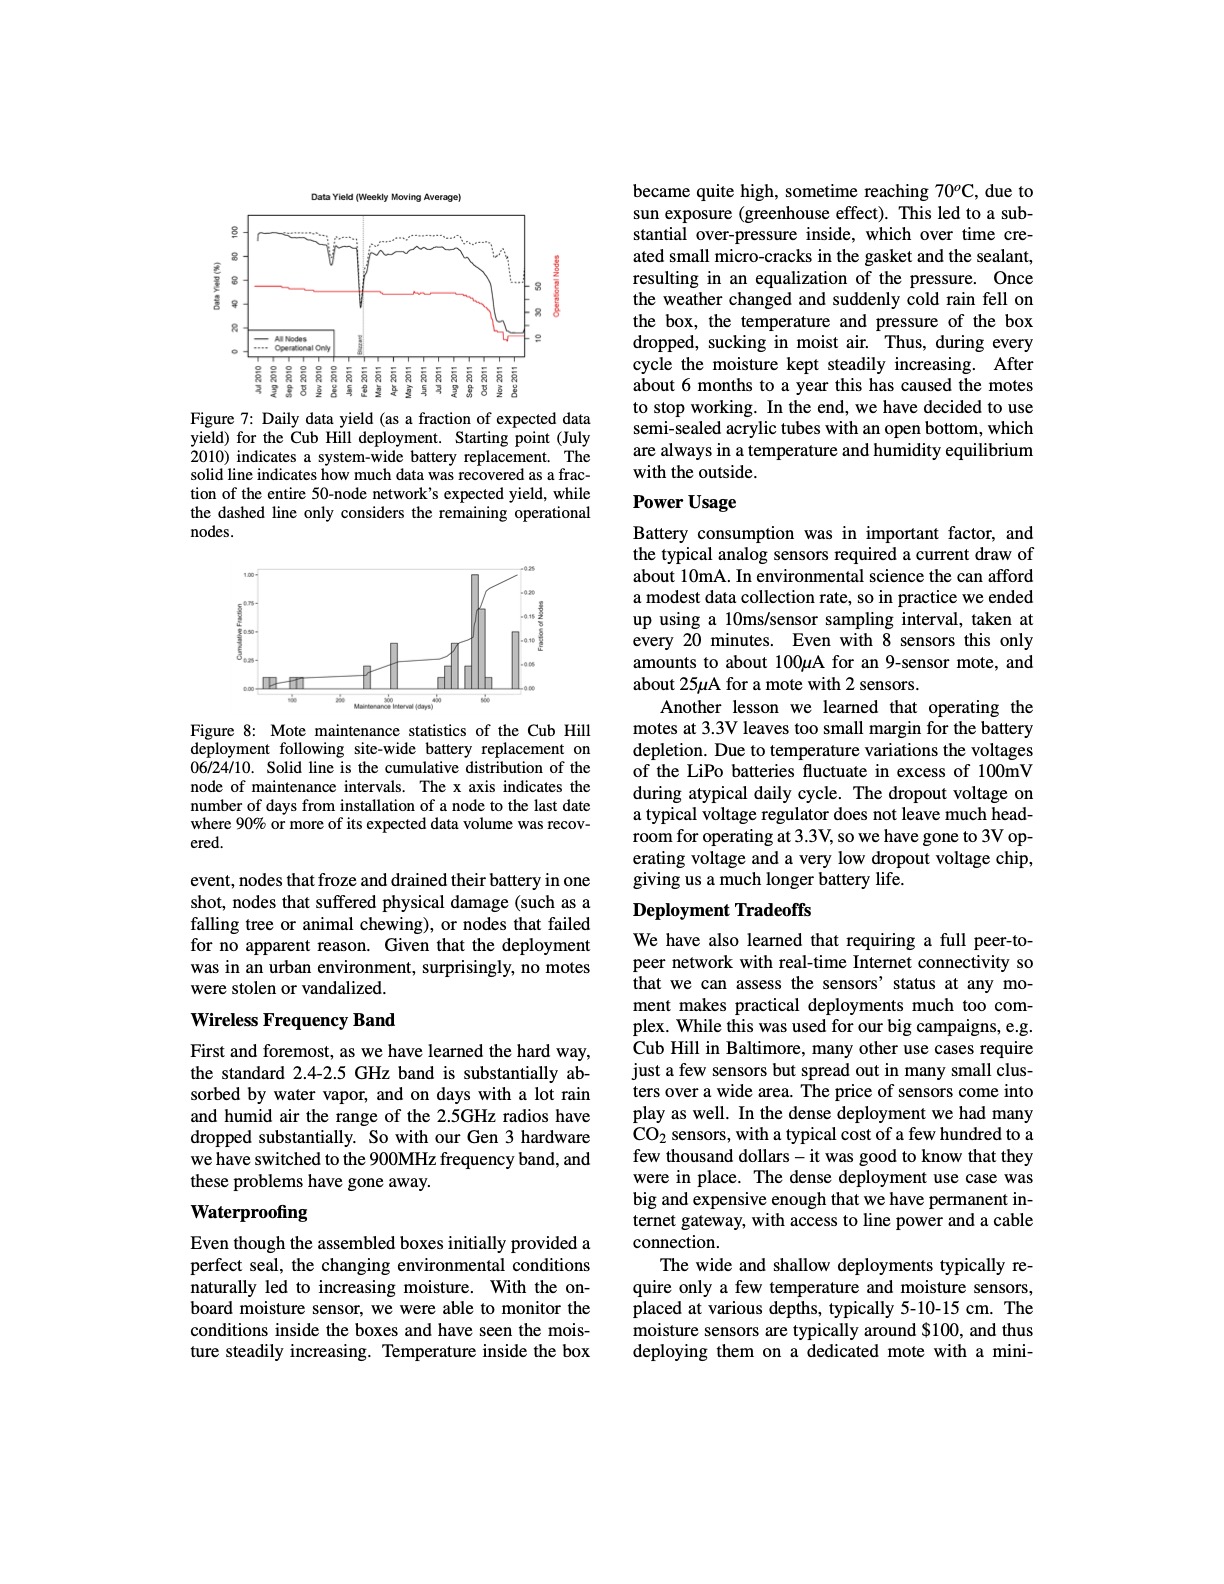 Data Yield (Weekly Moving Average)
Data Yield (%)
100
80
60
40
20
0
50
30
10
Operational Nodes
All Nodes
Operational Only
Blizzard
Jul 2010
Aug 2010
Sep 2010
Oct 2010
Nov 2010
Dec 2010
Jan 2011
Feb 2011
Mar 2011
Apr 2011
May 2011
Jun 2011
Jul 2011
Aug 2011
Sep 2011
Oct 2011
Nov 2011
Dec 2011
Figure 7: Daily data yield (as a fraction of expected data
yield) for the Cub Hill deployment. Starting point (July
2010) indicates a system-wide battery replacement. The
solid line indicates how much data was recovered as a frac-
tion of the entire 50-node network's expected yield, while
the dashed line only considers the remaining operational
nodes.
Cumulative Fraction
1.00
0.75
0.50
0.25
0.00
0.25
0.20
0.15
0.10
0.05
0.00
Fraction of Nodes
100
200
300
400
500
Maintenance Interval (days)
Figure 8: Mote maintenance statistics of the Cub Hill
deployment following site-wide battery replacement on
06/24/10. Solid line is the cumulative distribution of the
node of maintenance intervals. The x axis indicates the
number of days from installation of a node to the last date
where 90% or more of its expected data volume was recov-
ered.
event, nodes that froze and drained their battery in one
shot, nodes that suffered physical damage (such as a
falling tree or animal chewing), or nodes that failed
for no apparent reason. Given that the deployment
was in an urban environment, surprisingly, no motes
were stolen or vandalized.
Wireless Frequency Band
First and foremost, as we have learned the hard way,
the standard 2.4-2.5 GHz band is substantially ab-
sorbed by water vapor, and on days with a lot rain
and humid air the range of the 2.5GHz radios have
dropped substantially. So with our Gen 3 hardware
we have switched to the 900MHz frequency band, and
these problems have gone away.
Waterproofing
Even though the assembled boxes initially provided a
perfect seal, the changing environmental conditions
naturally led to increasing moisture. With the on-
board moisture sensor, we were able to monitor the
conditions inside the boxes and have seen the mois-
ture steadily increasing. Temperature inside the box
became quite high, sometime reaching 70°C, due to
sun exposure (greenhouse effect). This led to a sub-
stantial over-pressure inside, which over time cre-
ated small micro-cracks in the gasket and the sealant,
resulting in an equalization of the pressure. Once
the weather changed and suddenly cold rain fell on
the box, the temperature and pressure of the box
dropped, sucking in moist air. Thus, during every
cycle the moisture kept steadily increasing. After
about 6 months to a year this has caused the motes
to stop working. In the end, we have decided to use
semi-sealed acrylic tubes with an open bottom, which
are always in a temperature and humidity equilibrium
with the outside.
Power Usage
Battery consumption was in important factor, and
the typical analog sensors required a current draw of
about 10mA. In environmental science the can afford
a modest data collection rate, so in practice we ended
up using a 10ms/sensor sampling interval, taken at
every 20 minutes. Even with 8 sensors this only
amounts to about 100μA for an 9-sensor mote, and
about 25μA for a mote with 2 sensors.
Another lesson we learned that operating the
motes at 3.3V leaves too small margin for the battery
depletion. Due to temperature variations the voltages
of the LiPo batteries fluctuate in excess of 100mV
during atypical daily cycle. The dropout voltage on
a typical voltage regulator does not leave much head-
room for operating at 3.3V, so we have gone to 3V op-
erating voltage and a very low dropout voltage chip,
giving us a much longer battery life.
Deployment Tradeoffs
We have also learned that requiring a full peer-to-
peer network with real-time Internet connectivity so
that we can assess the sensors' status at any mo-
ment makes practical deployments much too com-
plex. While this was used for our big campaigns, e.g.
Cub Hill in Baltimore, many other use cases require
just a few sensors but spread out in many small clus-
ters over a wide area. The price of sensors come into
play as well. In the dense deployment we had many
CO₂ sensors, with a typical cost of a few hundred to a
few thousand dollars – it was good to know that they
were in place. The dense deployment use case was
big and expensive enough that we have permanent in-
ternet gateway, with access to line power and a cable
connection.
The wide and shallow deployments typically re-
quire only a few temperature and moisture sensors,
placed at various depths, typically 5-10-15 cm. The
moisture sensors are typically around $100, and thus
deploying them on a dedicated mote with a mini-